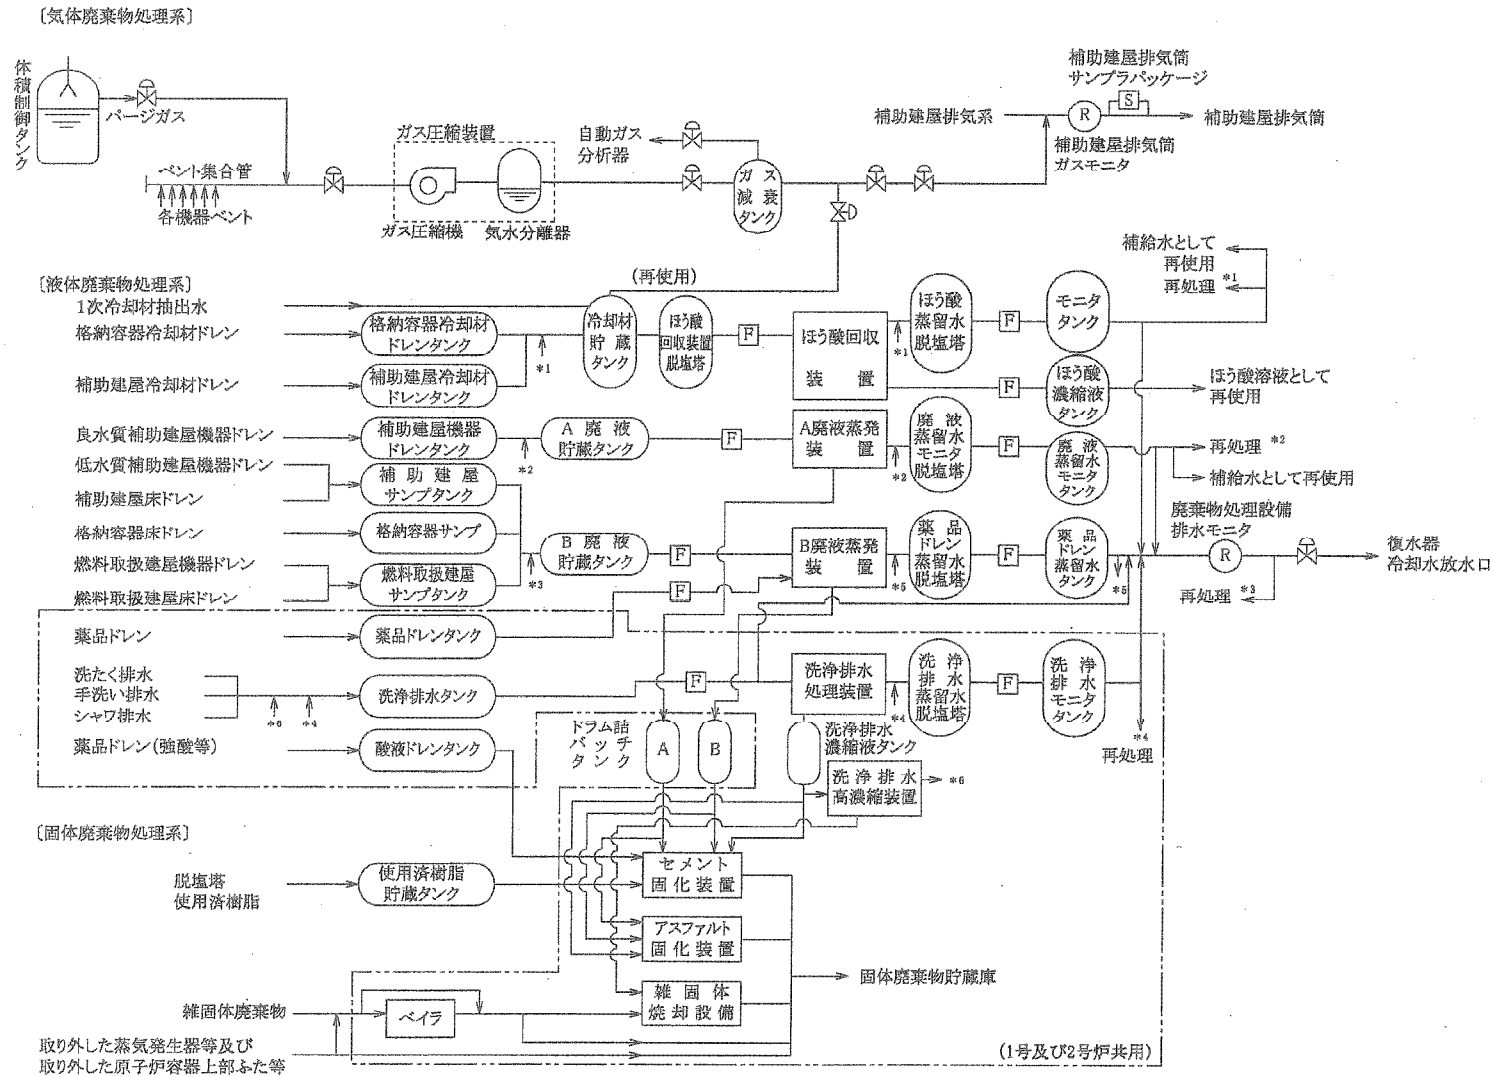 〔気体廃棄物処理系〕
体積制御タンク
パージガス
ベント集合管
各機器ベント
ガス圧縮装置
ガス圧縮機
気水分離器
自動ガス
分析器
ガス
減衰
タンク
補助建屋排気系
補助建屋排気筒
サンプラパッケージ
S
R
補助建屋排気筒
補助建屋排気筒
ガスモニタ
〔液体廃棄物処理系〕
(再使用)
1次冷却材抽出水
格納容器冷却材ドレン
格納容器冷却材
ドレンタンク
*1
補助建屋冷却材ドレン
補助建屋冷却材
ドレンタンク
冷却材
貯蔵
タンク
ほう酸
回収装置
脱塩塔
F
ほう酸回収
装置
*1
ほう酸
蒸留水
脱塩塔
F
モニタ
タンク
補給水として
再使用
再処理 *1
F
ほう酸
濃縮液
タンク
ほう酸溶液として
再使用
良水質補助建屋機器ドレン
補助建屋機器
ドレンタンク
*2
A廃液
貯蔵タンク
F
A廃液蒸発
装置
*2
廃液
蒸留水
モニタ
脱塩塔
F
廃液
蒸留水
モニタ
タンク
再処理 *2
補給水として再使用
低水質補助建屋機器ドレン
補助建屋床ドレン
補助建屋
サンプタンク
格納容器床ドレン
格納容器サンプ
燃料取扱建屋機器ドレン
燃料取扱建屋床ドレン
燃料取扱建屋
サンプタンク
*3
B廃液
貯蔵タンク
F
F
B廃液蒸発
装置
*5
薬品
ドレン
蒸留水
脱塩塔
F
薬品
ドレン
蒸留水
タンク
*5
廃棄物処理設備
排水モニタ
R
再処理 *3
復水器
冷却水放水口
薬品ドレン
薬品ドレンタンク
洗たく排水
手洗い排水
シャワ排水
*6
*4
洗浄排水タンク
F
洗浄排水
処理装置
*4
洗浄
排水
蒸留水
脱塩塔
F
洗浄
排水
モニタ
タンク
*4
再処理
薬品ドレン(強酸等)
酸液ドレンタンク
ドラム詰
バッチ
タンク
A
B
洗浄排水
濃縮液タンク
洗浄排水
高濃縮装置
*6
〔固体廃棄物処理系〕
脱塩塔
使用済樹脂
使用済樹脂
貯蔵タンク
セメント
固化装置
アスファルト
固化装置
雑固体
焼却設備
固体廃棄物貯蔵庫
雑固体廃棄物
ベイラ
取り外した蒸気発生器等及び
取り外した原子炉容器上部ふた等
(1号及び2号炉共用)